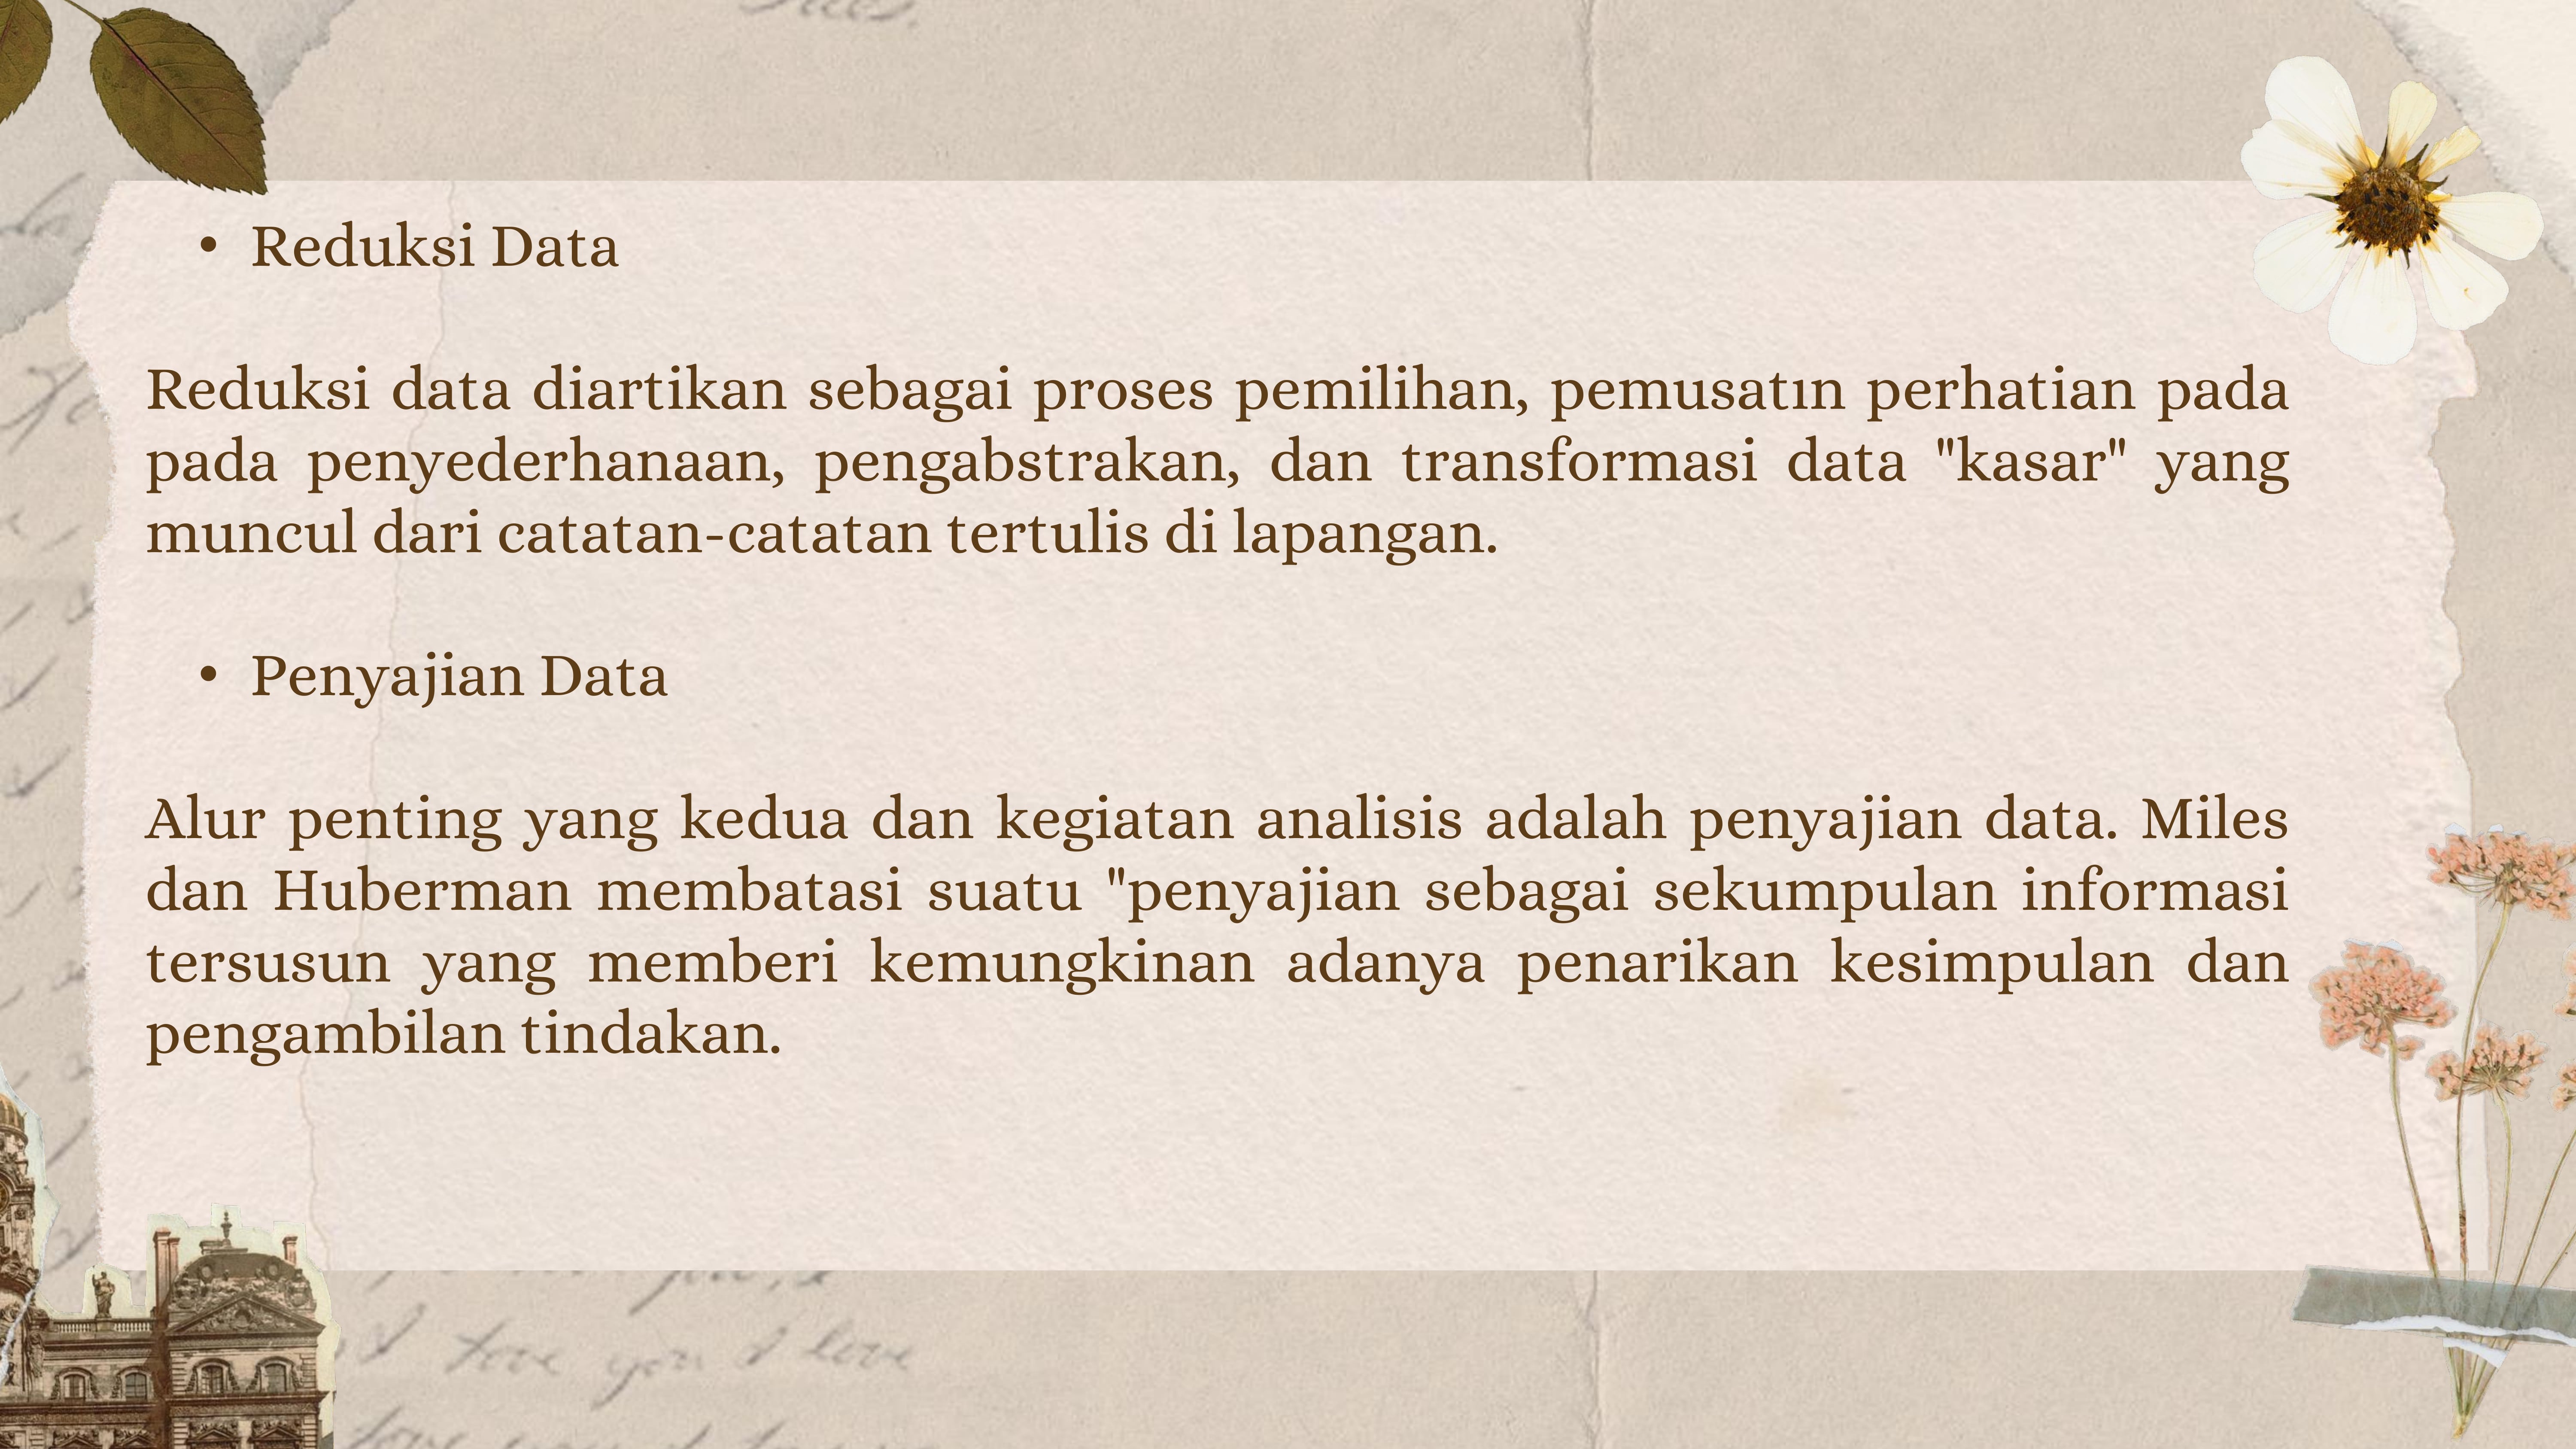 • Reduksi Data
Reduksi data diartikan sebagai proses pemilihan, pemusatın perhatian pada
pada penyederhanaan, pengabstrakan, dan transformasi data "kasar" yang
muncul dari catatan-catatan tertulis di lapangan.
• Penyajian Data
Alur penting yang kedua dan kegiatan analisis adalah penyajian data. Miles
dan Huberman membatasi suatu "penyajian sebagai sekumpulan informasi
tersusun yang memberi kemungkinan adanya penarikan kesimpulan dan
pengambilan tindakan.
I love you I love